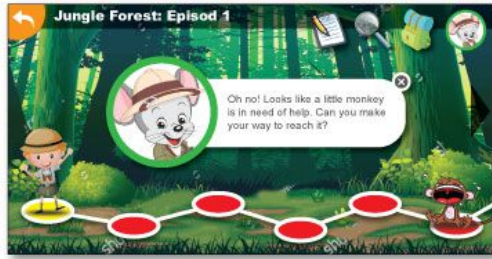 Jungle Forest: Episod 1
Oh no! Looks like a little monkey
is in need of help. Can you make
your way to reach it?